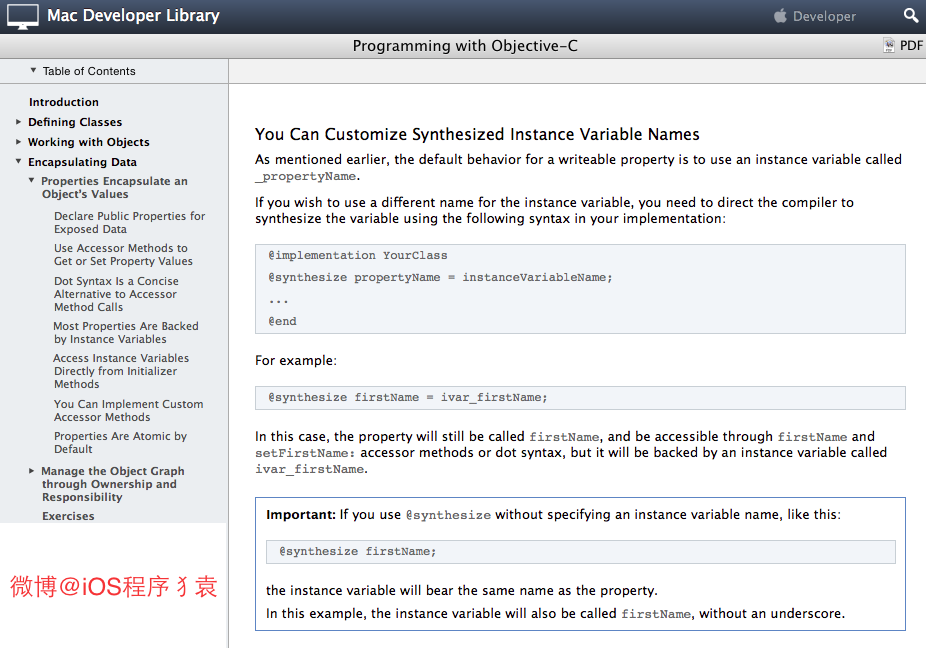 Mac Developer Library
Developer
Programming with Objective-C
PDF
Table of Contents
Introduction
Defining Classes
Working with Objects
Encapsulating Data
Properties Encapsulate an
Object's Values
Declare Public Properties for
Exposed Data
Use Accessor Methods to
Get or Set Property Values
Dot Syntax Is a Concise
Alternative to Accessor
Method Calls
Most Properties Are Backed
by Instance Variables
Access Instance Variables
Directly from Initializer
Methods
You Can Implement Custom
Accessor Methods
Properties Are Atomic by
Default
Manage the Object Graph
through Ownership and
Responsibility
Exercises
微博@iOS程序犭袁
You Can Customize Synthesized Instance Variable Names
As mentioned earlier, the default behavior for a writeable property is to use an instance variable called
_propertyName.
If you wish to use a different name for the instance variable, you need to direct the compiler to
synthesize the variable using the following syntax in your implementation:
@implementation YourClass
@synthesize propertyName = instanceVariableName;
...
@end
For example:
@synthesize firstName = ivar_firstName;
In this case, the property will still be called firstName, and be accessible through firstName and
setFirstName: accessor methods or dot syntax, but it will be backed by an instance variable called
ivar_firstName.
Important: If you use @synthesize without specifying an instance variable name, like this:
@synthesize firstName;
the instance variable will bear the same name as the property.
In this example, the instance variable will also be called firstName, without an underscore.